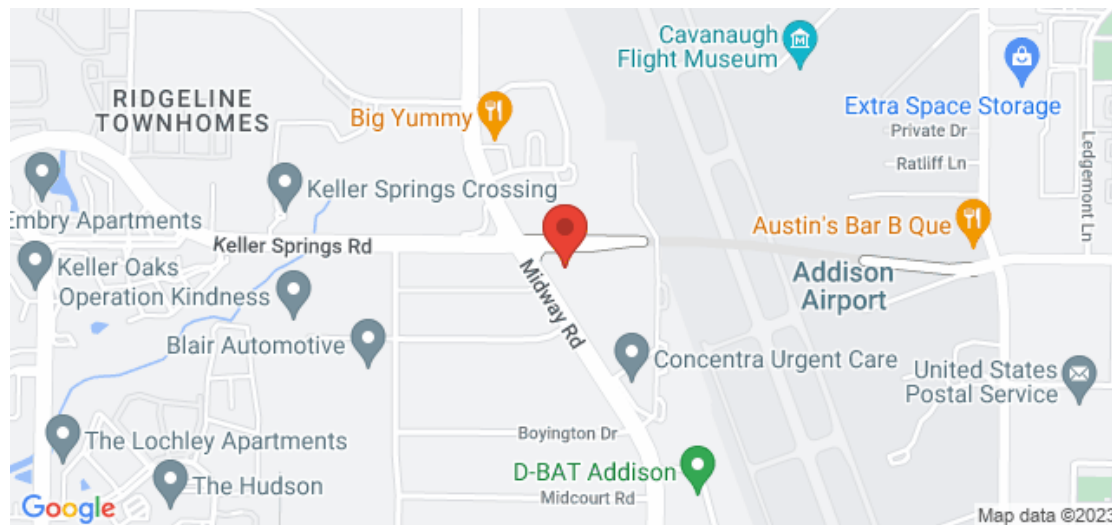 Cavanaugh
Flight Museum
RIDGELINE
TOWNHOMES
Big Yummy
Extra Space Storage
Private Dr
Ratliff Ln
Ledgemont Ln
Keller Springs Crossing
Embry Apartments
Keller Springs Rd
Austin's Bar B Que
Keller Oaks
Operation Kindness
Midway Rd
Addison
Airport
Blair Automotive
Concentra Urgent Care
United States
Postal Service
The Lochley Apartments
Boyington Dr
D-BAT Addison
The Hudson
Midcourt Rd
Google
Map data ©2023